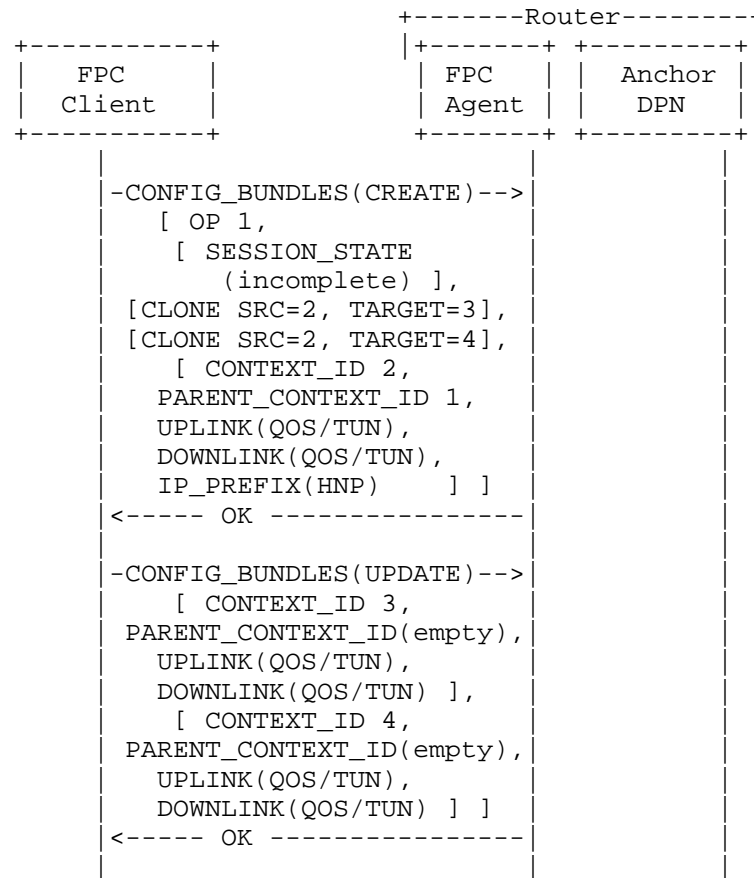 +-------Router--------
+-----------+ |+-------+ +---------+
| FPC | | FPC | | Anchor |
| Client | | Agent | | DPN |
+-----------+ +-------+ +---------+
| | |
|-CONFIG_BUNDLES(CREATE)-->| |
| [ OP 1, | |
| [ SESSION_STATE | |
| (incomplete) ], | |
| [CLONE SRC=2, TARGET=3], | |
| [CLONE SRC=2, TARGET=4], | |
| [ CONTEXT_ID 2, | |
| PARENT_CONTEXT_ID 1, | |
| UPLINK(QOS/TUN), | |
| DOWNLINK(QOS/TUN), | |
| IP_PREFIX(HNP) ] ] | |
|<----- OK ----------------| |
| | |
|-CONFIG_BUNDLES(UPDATE)-->| |
| [ CONTEXT_ID 3, | |
| PARENT_CONTEXT_ID(empty),| |
| UPLINK(QOS/TUN), | |
| DOWNLINK(QOS/TUN) ], | |
| [ CONTEXT_ID 4, | |
| PARENT_CONTEXT_ID(empty),| |
| UPLINK(QOS/TUN), | |
| DOWNLINK(QOS/TUN) ] ] | |
|<----- OK ----------------| |
| | |